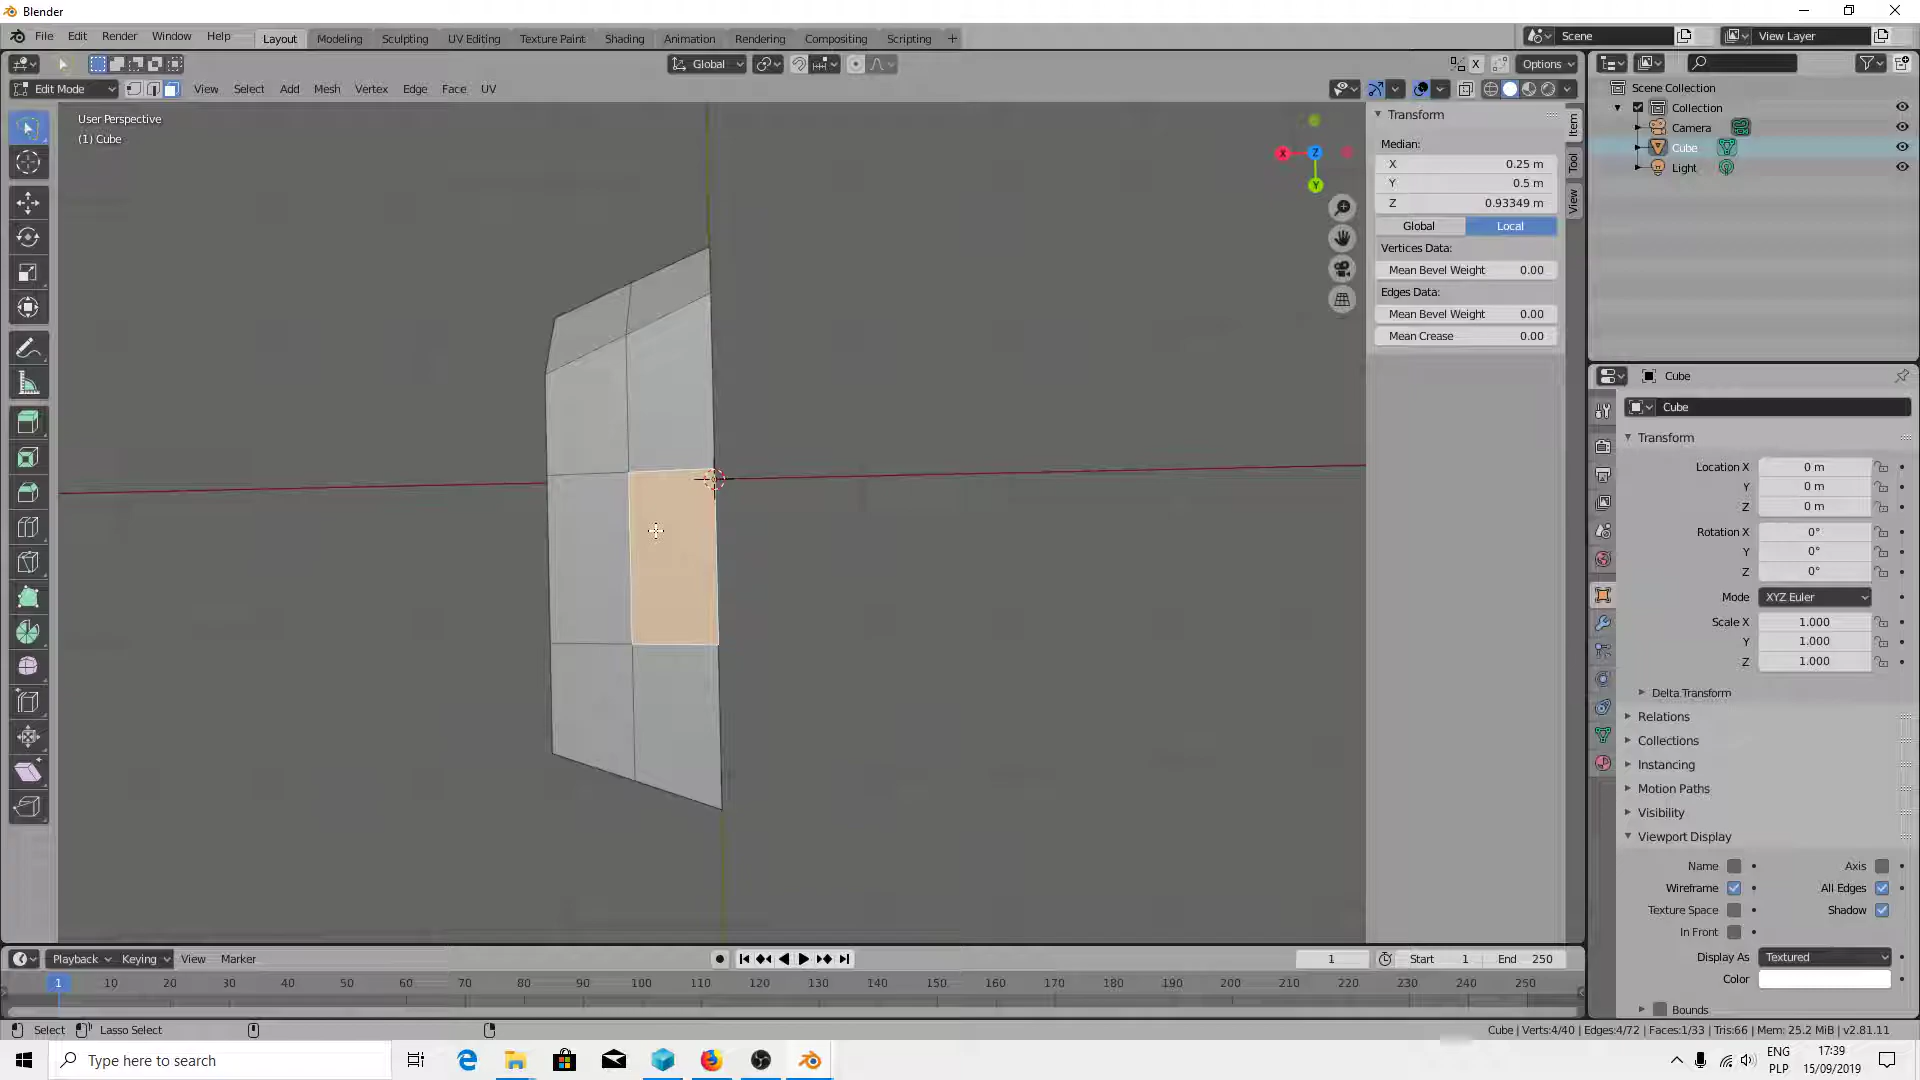 Blender
File Edit Render Window Help Layout Modeling Sculpting UV Editing Texture Paint Shading Animation Rendering Compositing Scripting + Scene View Layer
Global X Options
Edit Mode View Select Add Mesh Vertex Edge Face UV
User Perspective
(1) Cube
X Z Y
Transform
Median:
X 0.25 m
Y 0.5 m
Z 0.93349 m
Global Local
Vertices Data:
Mean Bevel Weight 0.00
Edges Data:
Mean Bevel Weight 0.00
Mean Crease 0.00
Item
Tool
View
Scene Collection
Collection
Camera
Cube
Light
Cube
Cube
Transform
Location X 0 m
Y 0 m
Z 0 m
Rotation X 0°
Y 0°
Z 0°
Mode XYZ Euler
Scale X 1.000
Y 1.000
Z 1.000
Delta Transform
Relations
Collections
Instancing
Motion Paths
Visibility
Viewport Display
Name Axis
Wireframe All Edges
Texture Space Shadow
In Front
Display As Textured
Color
Bounds
Playback Keying View Marker 1 Start 1 End 250
1 10 20 30 40 50 60 70 80 90 100 110 120 130 140 150 160 170 180 190 200 210 220 230 240 250
Select Lasso Select Cube | Verts:4/40 | Edges:4/72 | Faces:1/33 | Tris:66 | Mem: 25.2 MiB | v2.81.11
Type here to search
ENG 17:39
PLP 15/09/2019